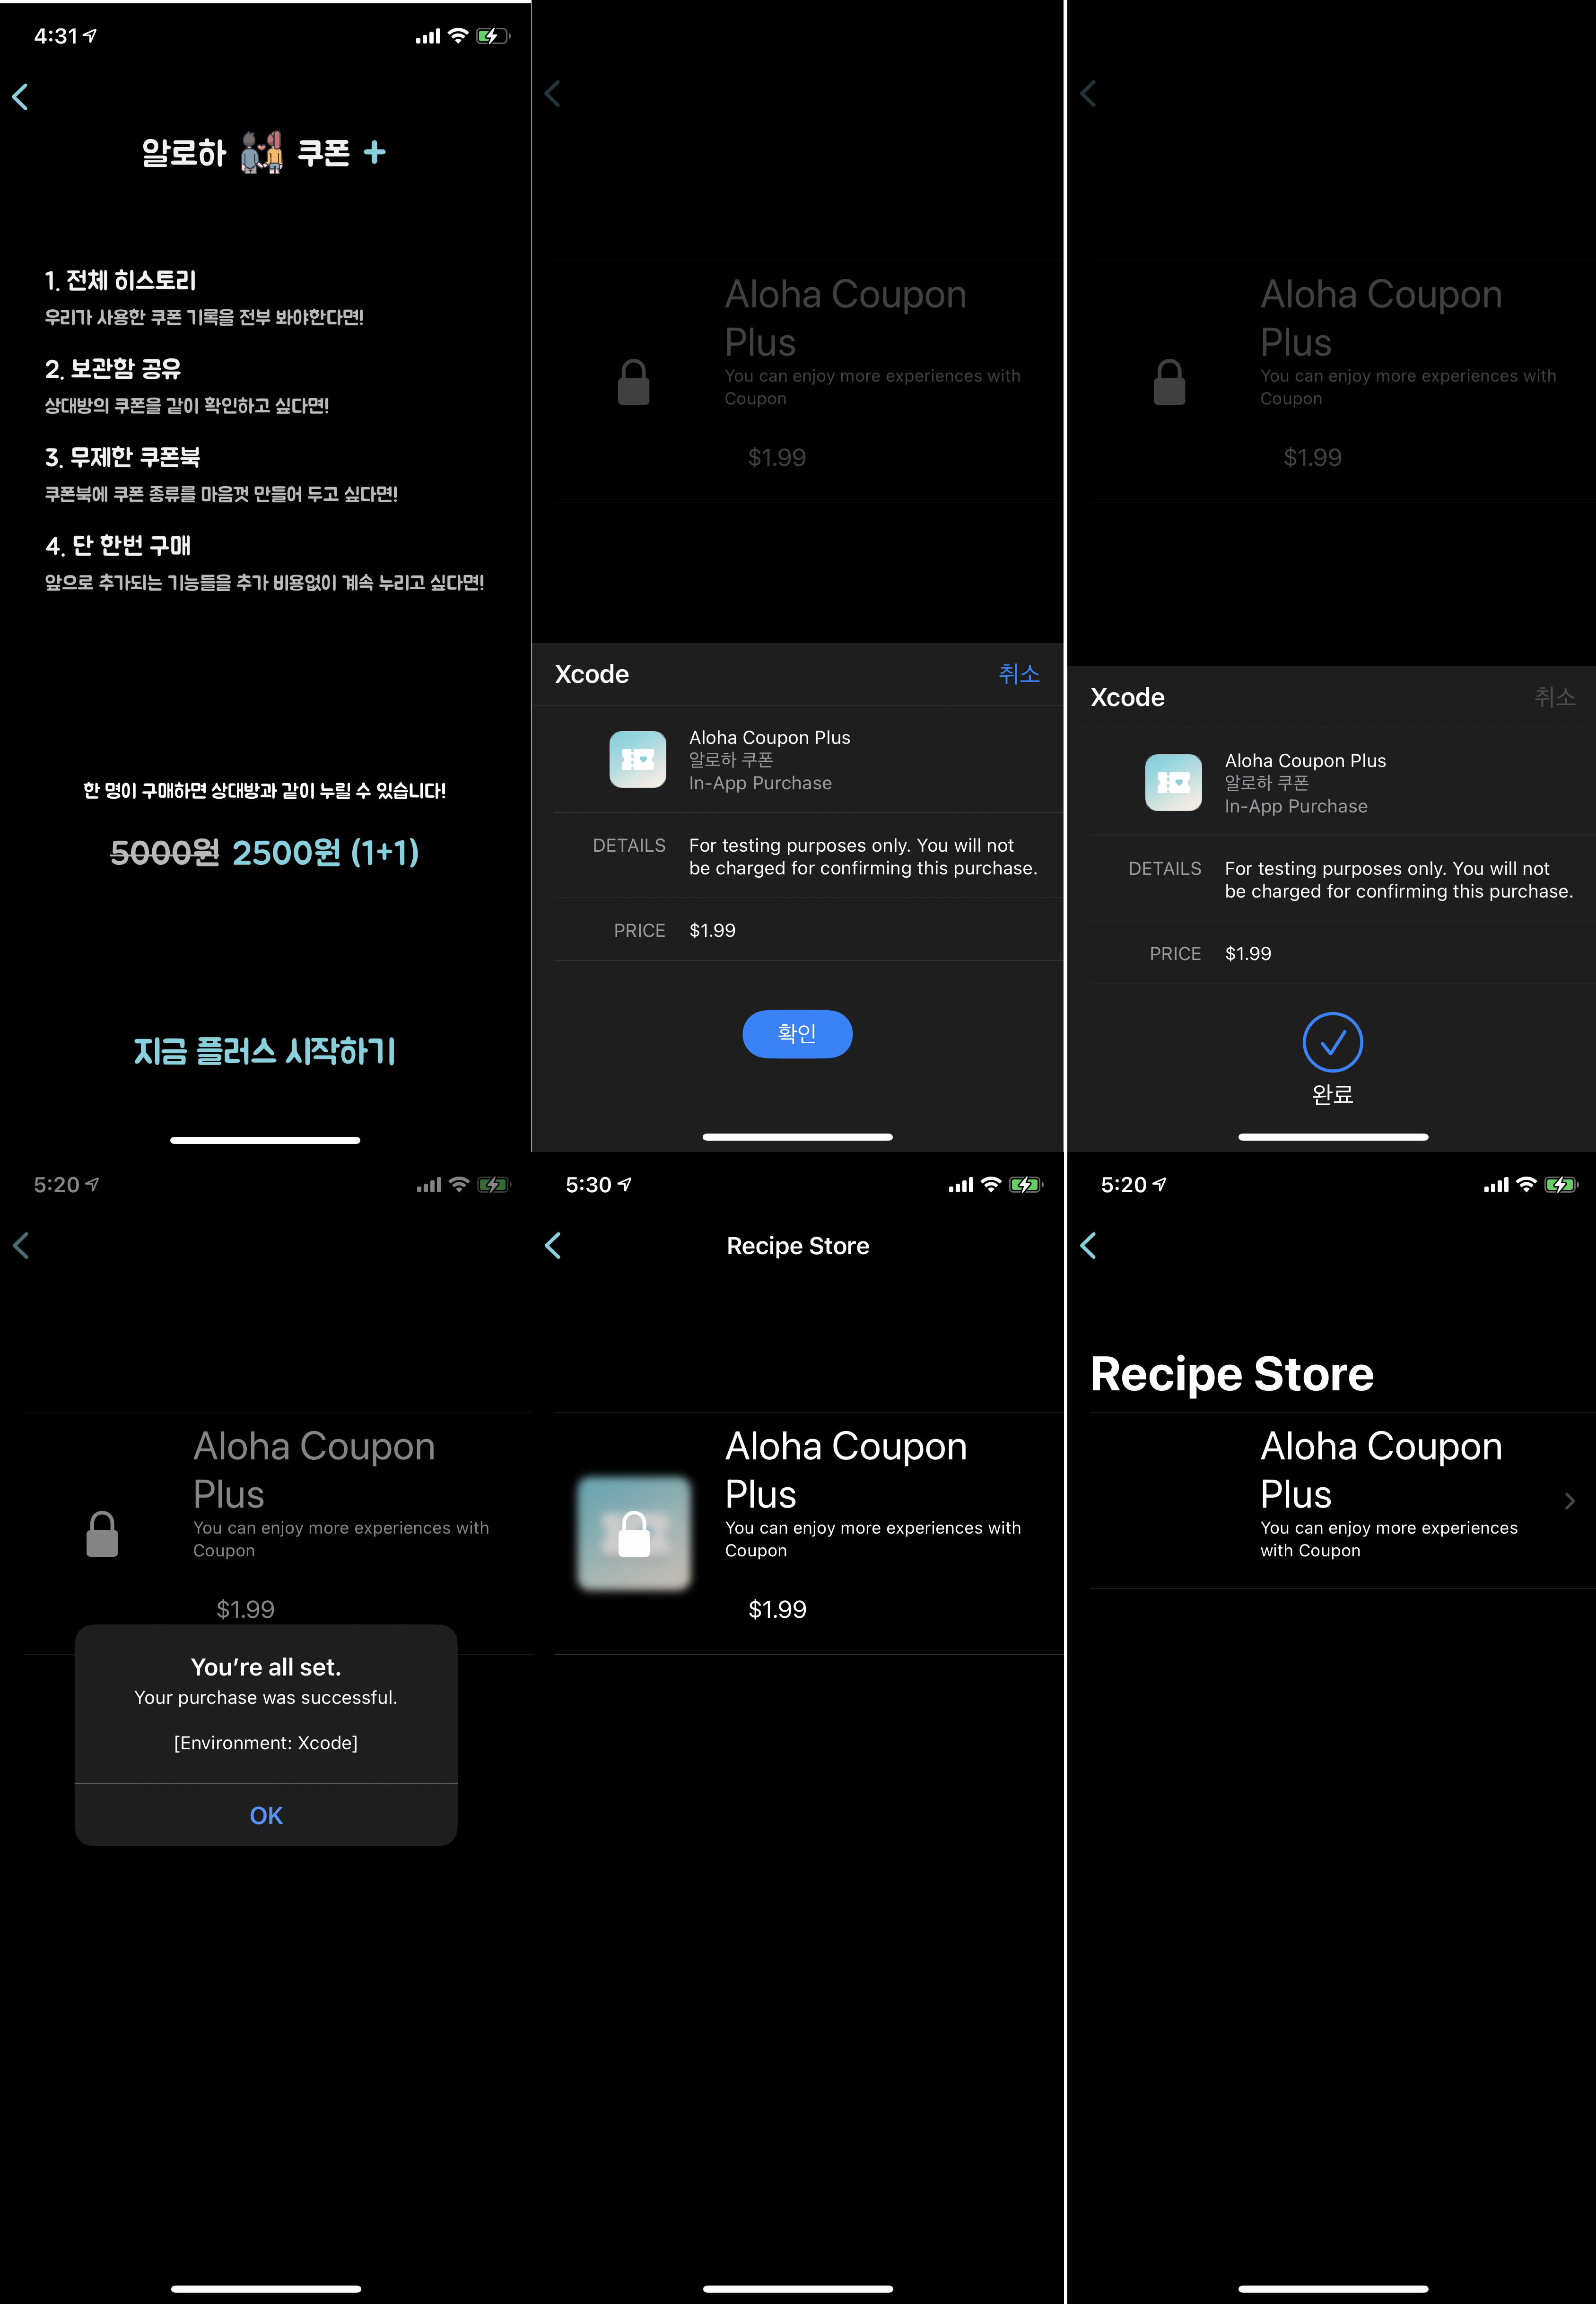 4:31
알로하 쿠폰 +
1. 전체 히스토리
우리가 사용한 쿠폰 기록을 전부 봐야한다면!
2. 보관함 공유
상대방의 쿠폰을 같이 확인하고 싶다면!
3. 무제한 쿠폰북
쿠폰북에 쿠폰 종류를 마음껏 만들어 두고 싶다면!
4. 단 한번 구매
앞으로 추가되는 기능들을 추가 비용없이 계속 누리고 싶다면!
한 명이 구매하면 상대방과 같이 누릴 수 있습니다!
5000원 2500원 (1+1)
지금 플러스 시작하기
Aloha Coupon
Plus
You can enjoy more experiences with
Coupon
$1.99
Xcode
취소
Aloha Coupon Plus
알로하 쿠폰
In-App Purchase
DETAILS
For testing purposes only. You will not
be charged for confirming this purchase.
PRICE
$1.99
확인
Aloha Coupon
Plus
You can enjoy more experiences with
Coupon
$1.99
Xcode
취소
Aloha Coupon Plus
알로하 쿠폰
In-App Purchase
DETAILS
For testing purposes only. You will not
be charged for confirming this purchase.
PRICE
$1.99
완료
5:20
Aloha Coupon
Plus
You can enjoy more experiences with
Coupon
$1.99
You're all set.
Your purchase was successful.
[Environment: Xcode]
OK
5:30
Recipe Store
Aloha Coupon
Plus
You can enjoy more experiences with
Coupon
$1.99
5:20
Recipe Store
Aloha Coupon
Plus
You can enjoy more experiences
with Coupon